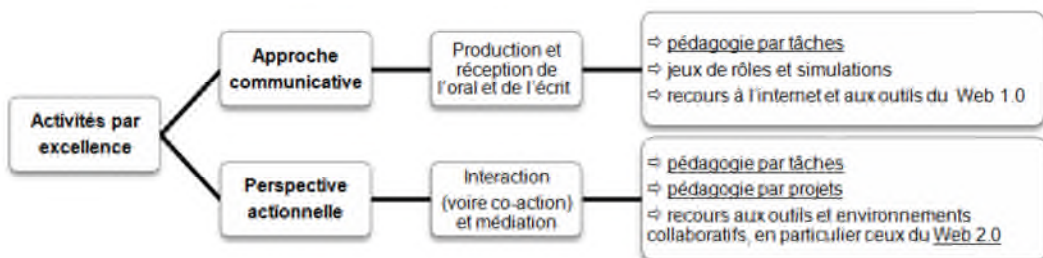 Activités par
excellence
Approche
communicative
Production et
réception de
l'oral et de l'écrit
⇨ pédagogie par tâches
⇨ jeux de rôles et simulations
⇨ recours à l'internet et aux outils du Web 1.0
Perspective
actionnelle
Interaction
(voire co-action)
et médiation
⇨ pédagogie par tâches
⇨ pédagogie par projets
⇨ recours aux outils et environnements
collaboratifs, en particulier ceux du Web 2.0